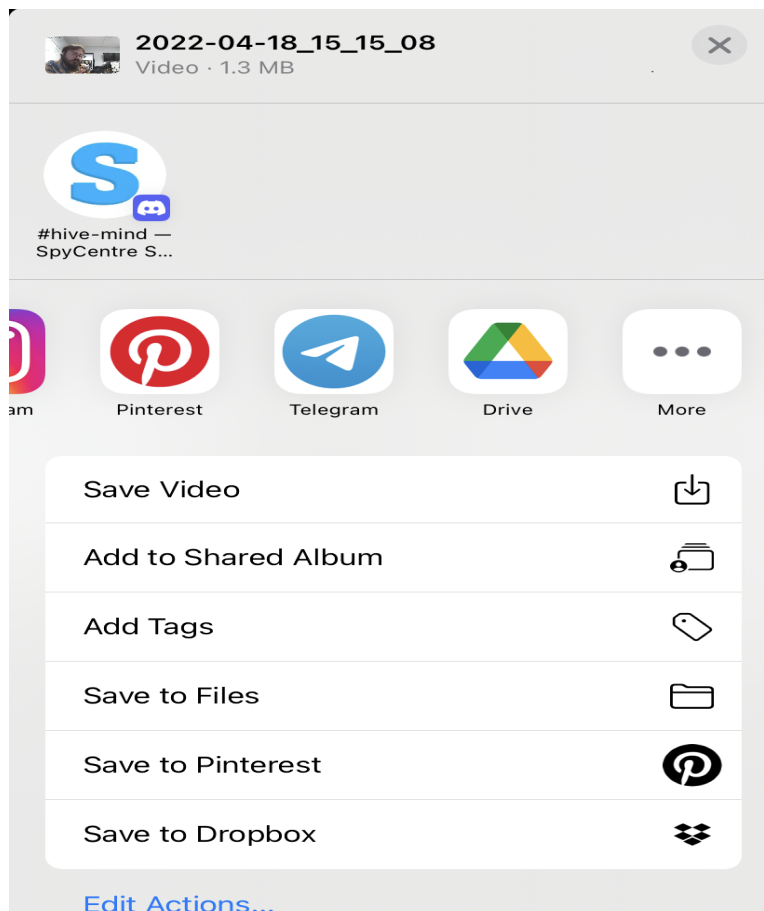 2022-04-18_15_15_08
Video · 1.3 MB
#hive-mind —
SpyCentre S...
am
Pinterest
Telegram
Drive
More
Save Video
Add to Shared Album
Add Tags
Save to Files
Save to Pinterest
Save to Dropbox
Edit Actions...